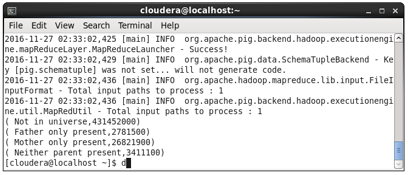 cloudera@localhost:~
File Edit View Search Terminal Help
2016-11-27 02:33:02,425 [main] INFO  org.apache.pig.backend.hadoop.executionengi
ne.mapReduceLayer.MapReduceLauncher - Success!
2016-11-27 02:33:02,429 [main] INFO  org.apache.pig.data.SchemaTupleBackend - Ke
y [pig.schematuple] was not set... will not generate code.
2016-11-27 02:33:02,436 [main] INFO  org.apache.hadoop.mapreduce.lib.input.FileI
nputFormat - Total input paths to process : 1
2016-11-27 02:33:02,436 [main] INFO  org.apache.pig.backend.hadoop.executionengi
ne.util.MapRedUtil - Total input paths to process : 1
( Not in universe,431452000)
( Father only present,2781500)
( Mother only present,26821900)
( Neither parent present,3411100)
[cloudera@localhost ~]$ d